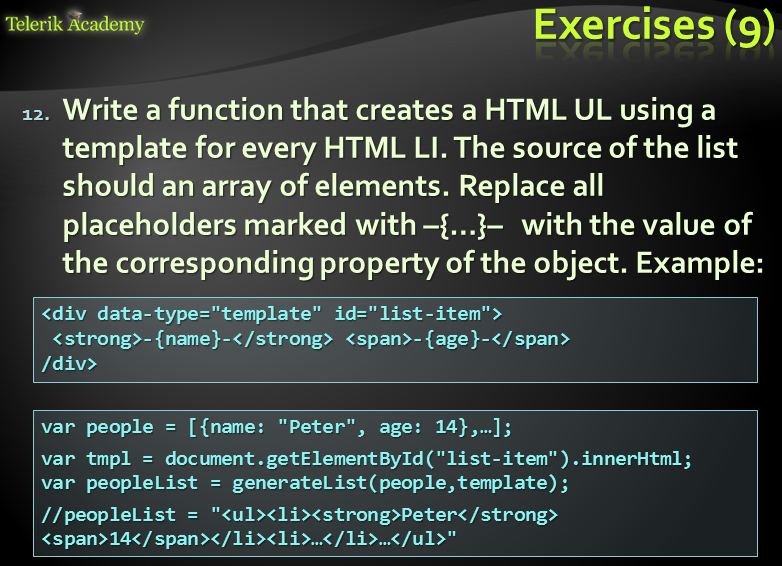 Telerik Academy
Exercises (9)
12. Write a function that creates a HTML UL using a
template for every HTML LI. The source of the list
should an array of elements. Replace all
placeholders marked with –{…}– with the value of
the corresponding property of the object. Example:
<div data-type="template" id="list-item">
<strong>-{name}-</strong> <span>-{age}-</span>
/div>
var people = [{name: "Peter", age: 14},…];
var tmpl = document.getElementById("list-item").innerHtml;
var peopleList = generateList(people,template);
//peopleList = "<ul><li><strong>Peter</strong>
<span>14</span></li><li>…</li>…</ul>"